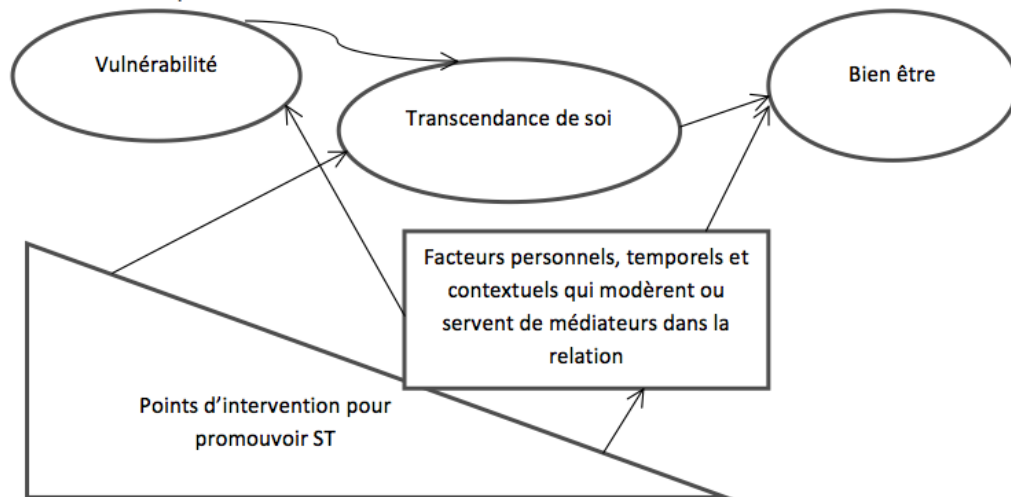 Vulnérabilité
Transcendance de soi
Bien être
Facteurs personnels, temporels et
contextuels qui modèrent ou
servent de médiateurs dans la
relation
Points d’intervention pour
promouvoir ST